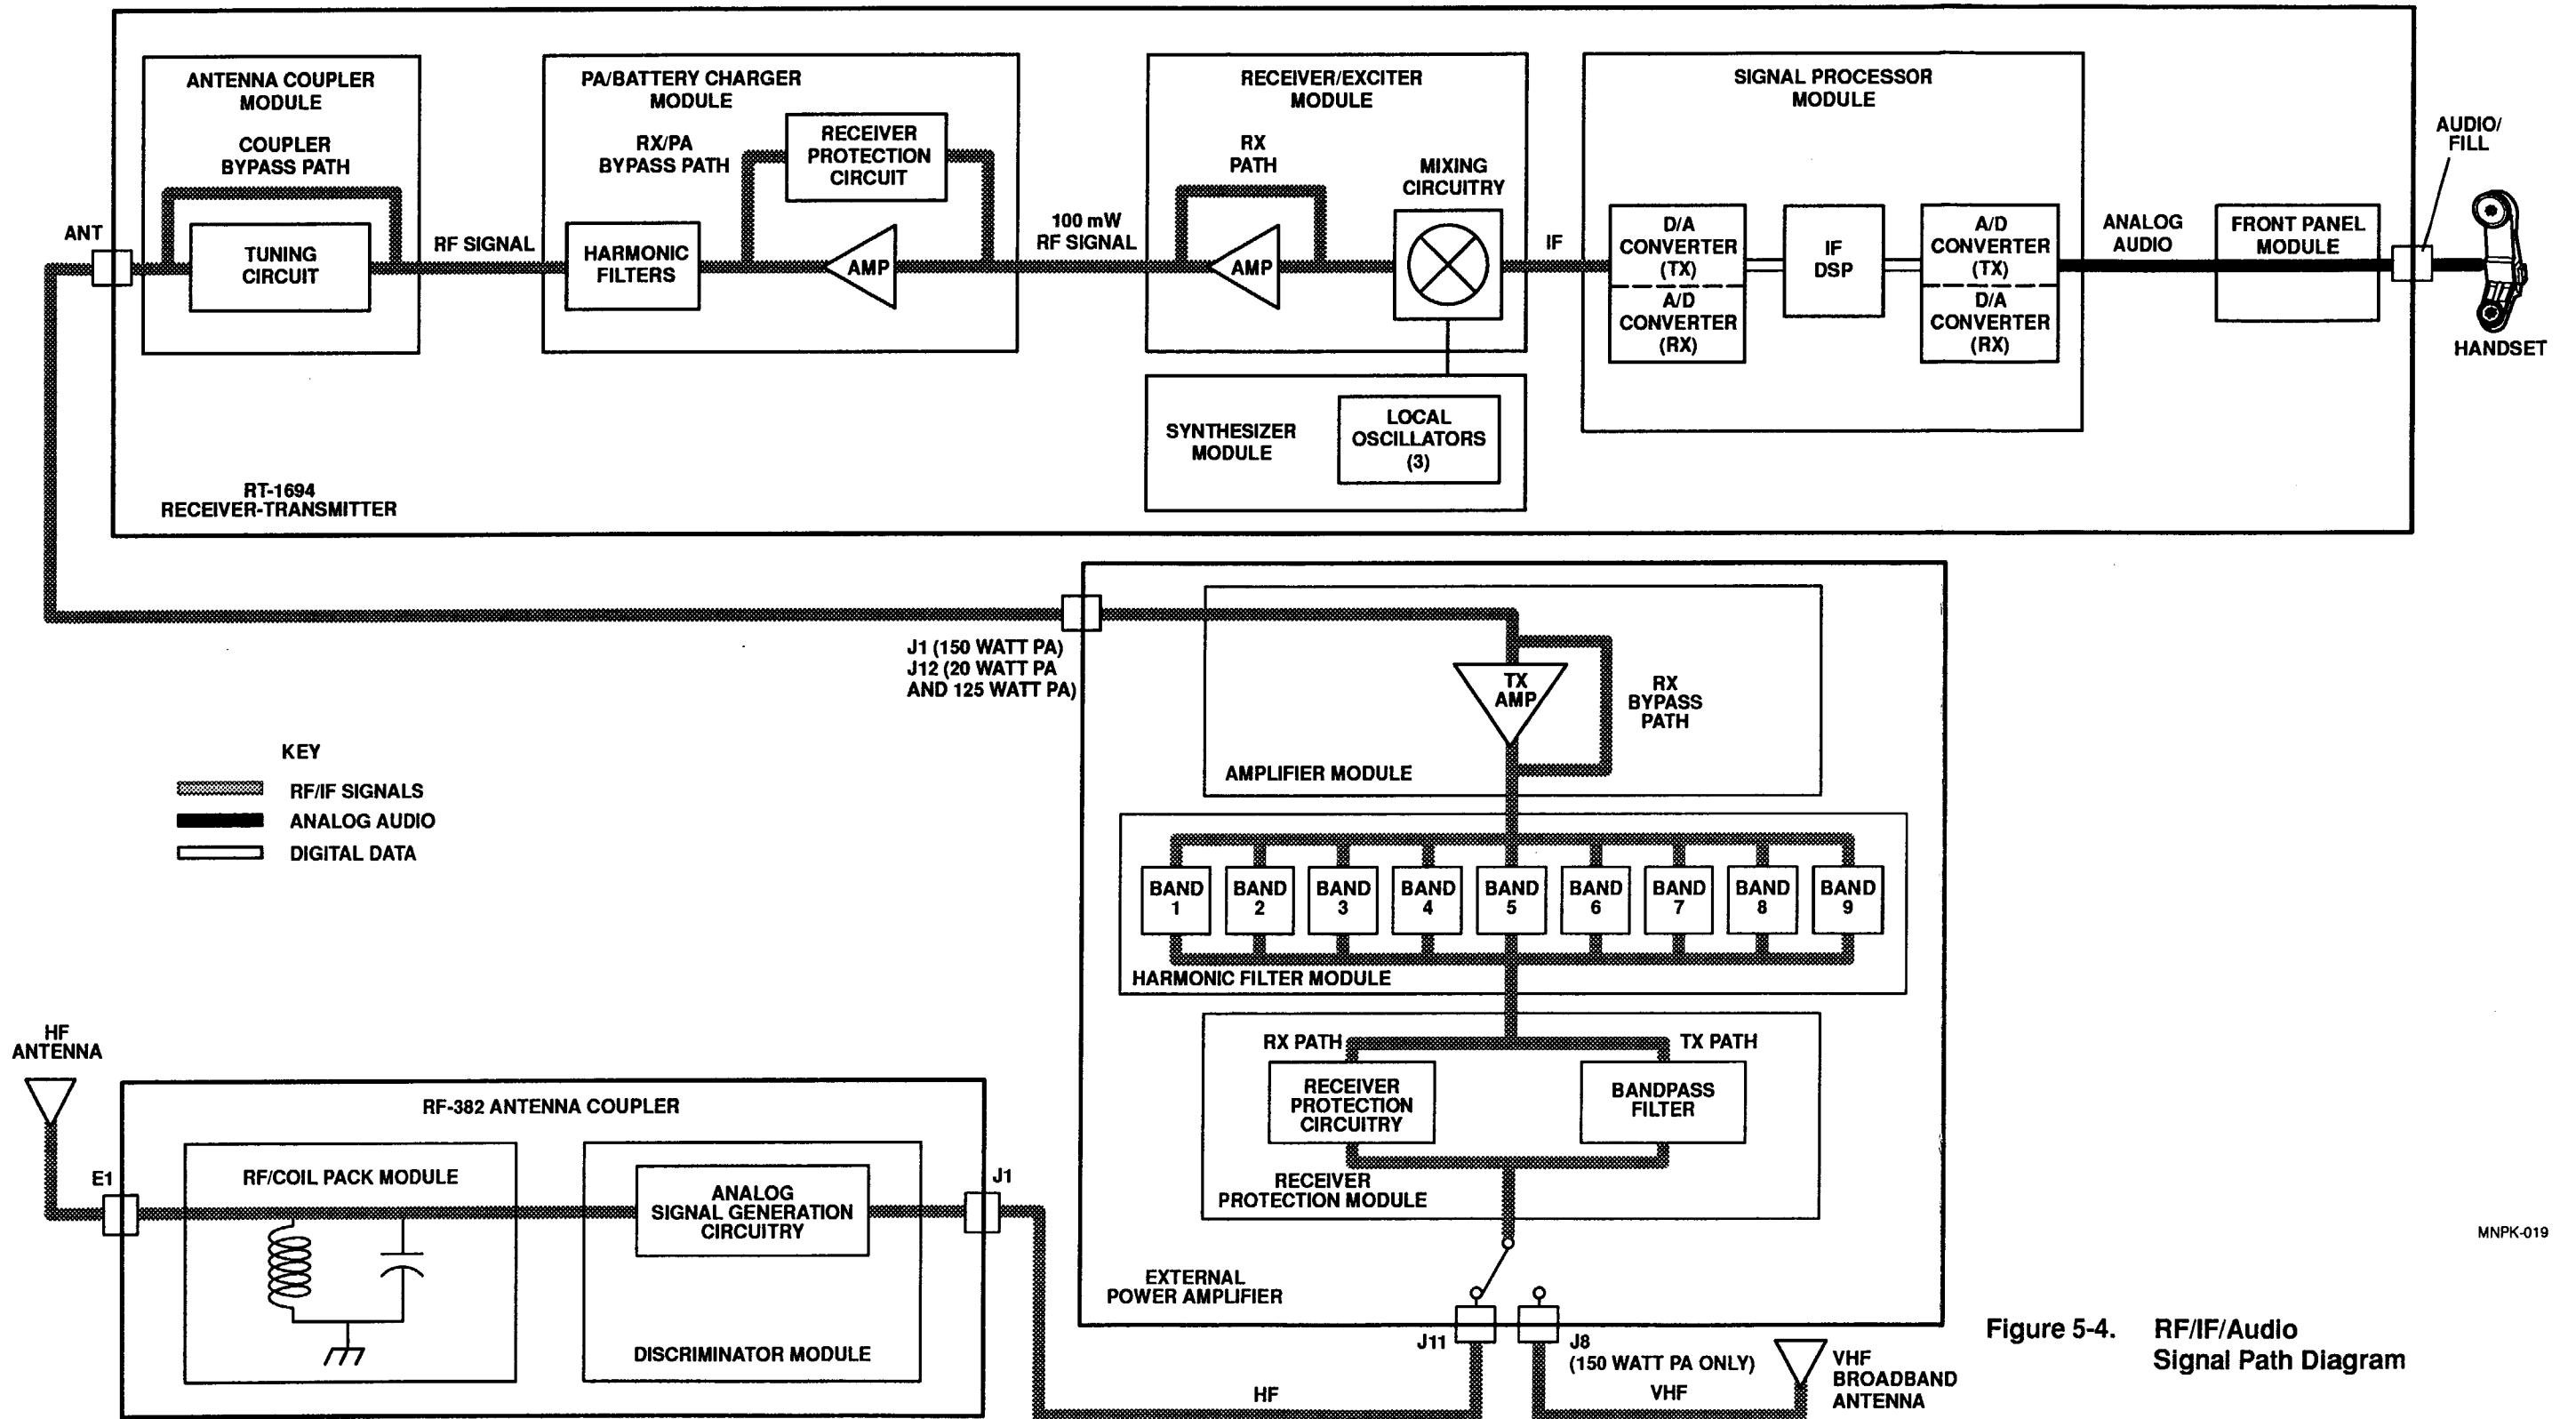 ANTENNA COUPLER
MODULE
COUPLER
BYPASS PATH
TUNING
CIRCUIT
ANT
RF SIGNAL
PA/BATTERY CHARGER
MODULE
RX/PA
BYPASS PATH
RECEIVER
PROTECTION
CIRCUIT
HARMONIC
FILTERS
AMP
100 mW
RF SIGNAL
RECEIVER/EXCITER
MODULE
RX
PATH
MIXING
CIRCUITRY
AMP
IF
SYNTHESIZER
MODULE
LOCAL
OSCILLATORS
(3)
SIGNAL PROCESSOR
MODULE
D/A
CONVERTER
(TX)
A/D
CONVERTER
(RX)
IF
DSP
A/D
CONVERTER
(TX)
D/A
CONVERTER
(RX)
ANALOG
AUDIO
FRONT PANEL
MODULE
AUDIO/
FILL
HANDSET
RT-1694
RECEIVER-TRANSMITTER
J1 (150 WATT PA)
J12 (20 WATT PA
AND 125 WATT PA)
TX
AMP
RX
BYPASS
PATH
AMPLIFIER MODULE
KEY
RF/IF SIGNALS
ANALOG AUDIO
DIGITAL DATA
BAND
1
BAND
2
BAND
3
BAND
4
BAND
5
BAND
6
BAND
7
BAND
8
BAND
9
HARMONIC FILTER MODULE
RX PATH
TX PATH
RECEIVER
PROTECTION
CIRCUITRY
BANDPASS
FILTER
RECEIVER
PROTECTION MODULE
EXTERNAL
POWER AMPLIFIER
J11
J8
(150 WATT PA ONLY)
HF
VHF
VHF
BROADBAND
ANTENNA
HF
ANTENNA
RF-382 ANTENNA COUPLER
E1
RF/COIL PACK MODULE
ANALOG
SIGNAL GENERATION
CIRCUITRY
DISCRIMINATOR MODULE
J1
MNPK-019
Figure 5-4. RF/IF/Audio
Signal Path Diagram